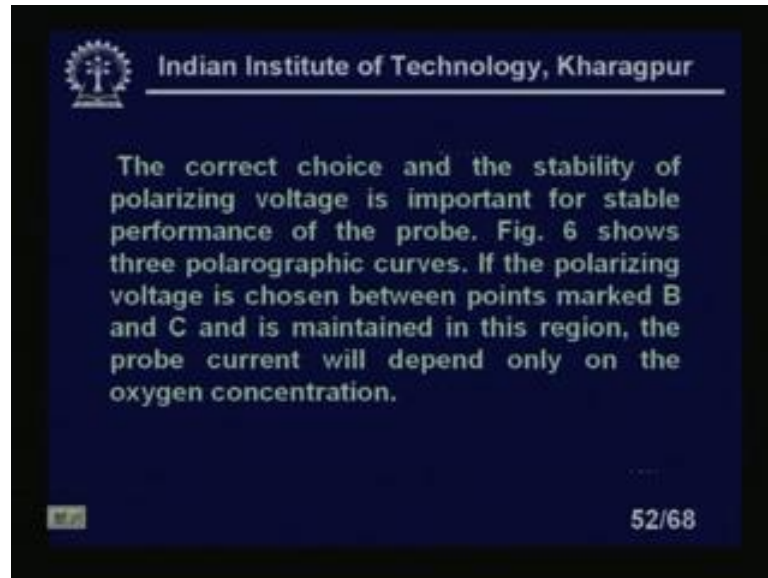 Indian Institute of Technology, Kharagpur
The correct choice and the stability of
polarizing voltage is important for stable
performance of the probe. Fig. 6 shows
three polarographic curves. If the polarizing
voltage is chosen between points marked B
and C and is maintained in this region, the
probe current will depend only on the
oxygen concentration.
52/68